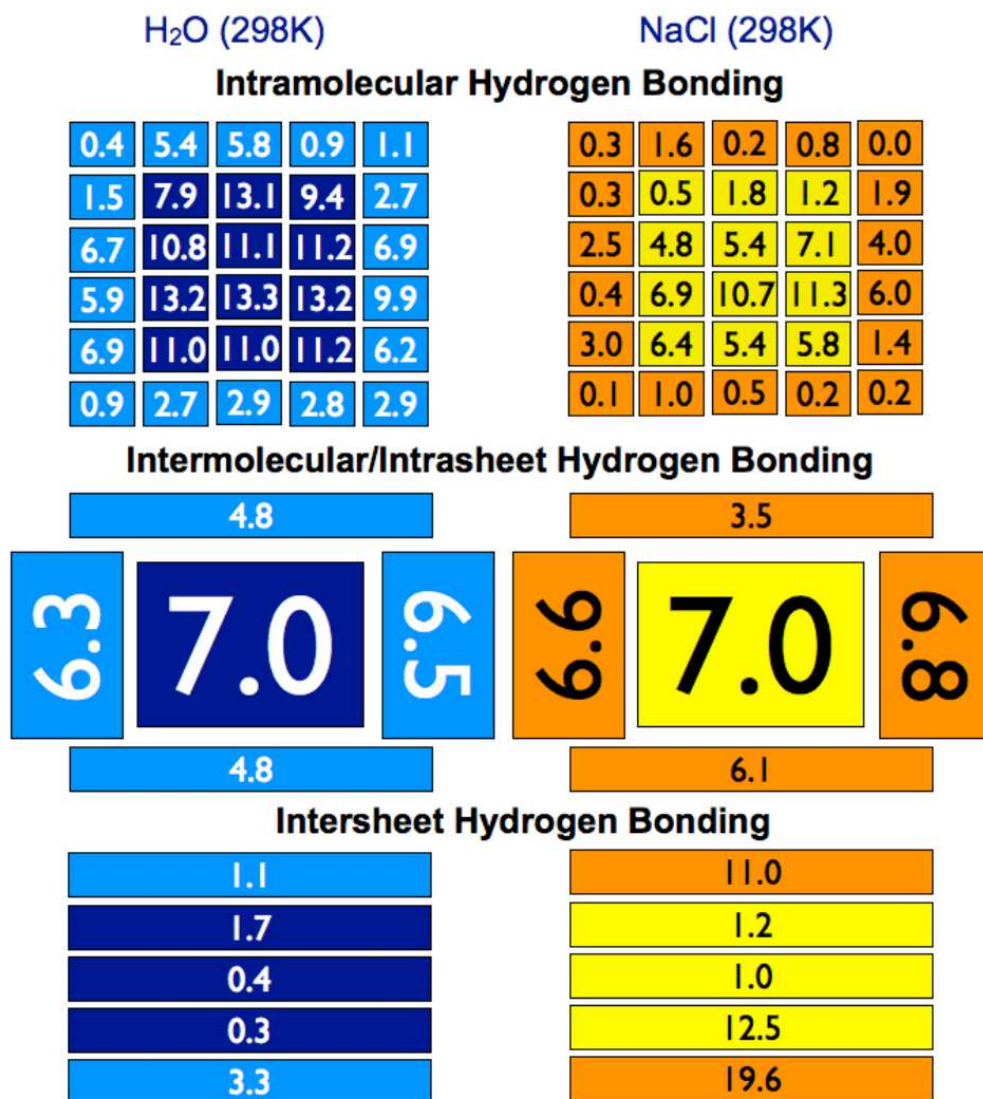 H₂O (298K) NaCl (298K)
Intramolecular Hydrogen Bonding
0.4 5.4 5.8 0.9 1.1 0.3 1.6 0.2 0.8 0.0
1.5 7.9 13.1 9.4 2.7 0.3 0.5 1.8 1.2 1.9
6.7 10.8 11.1 11.2 6.9 2.5 4.8 5.4 7.1 4.0
5.9 13.2 13.3 13.2 9.9 0.4 6.9 10.7 11.3 6.0
6.9 11.0 11.0 11.2 6.2 3.0 6.4 5.4 5.8 1.4
0.9 2.7 2.9 2.8 2.9 0.1 1.0 0.5 0.2 0.2
Intermolecular/Intrasheet Hydrogen Bonding
4.8 3.5
6.3 7.0 6.5 6.6 7.0 6.8
4.8 6.1
Intersheet Hydrogen Bonding
1.1 11.0
1.7 1.2
0.4 1.0
0.3 12.5
3.3 19.6